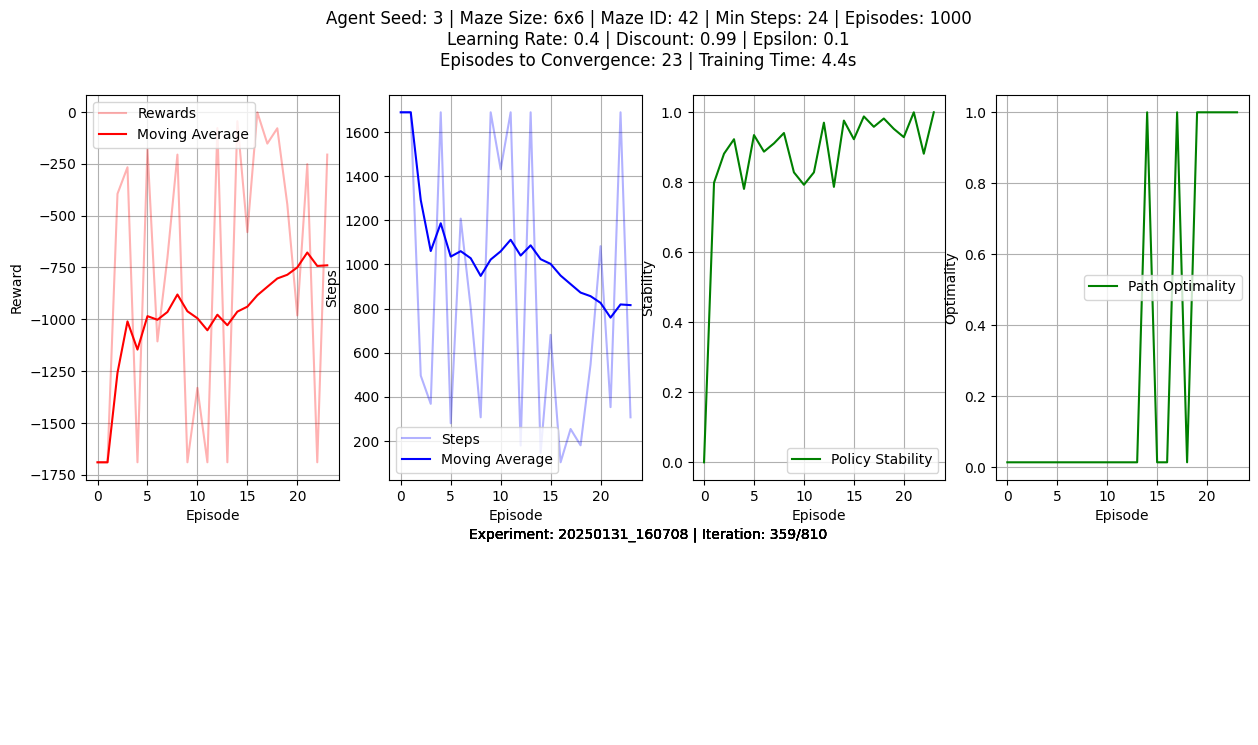 Agent Seed: 3 | Maze Size: 6x6 | Maze ID: 42 | Min Steps: 24 | Episodes: 1000
Learning Rate: 0.4 | Discount: 0.99 | Epsilon: 0.1
Episodes to Convergence: 23 | Training Time: 4.4s
Reward
0
−250
−500
−750
−1000
−1250
−1500
−1750
Rewards
Moving Average
0 5 10 15 20
Episode
Steps
1600
1400
1200
1000
800
600
400
200
Steps
Moving Average
0 5 10 15 20
Episode
Stability
1.0
0.8
0.6
0.4
0.2
0.0
Policy Stability
0 5 10 15 20
Episode
Optimality
1.0
0.8
0.6
0.4
0.2
0.0
Path Optimality
0 5 10 15 20
Episode
Experiment: 20250131_160708 | Iteration: 359/810